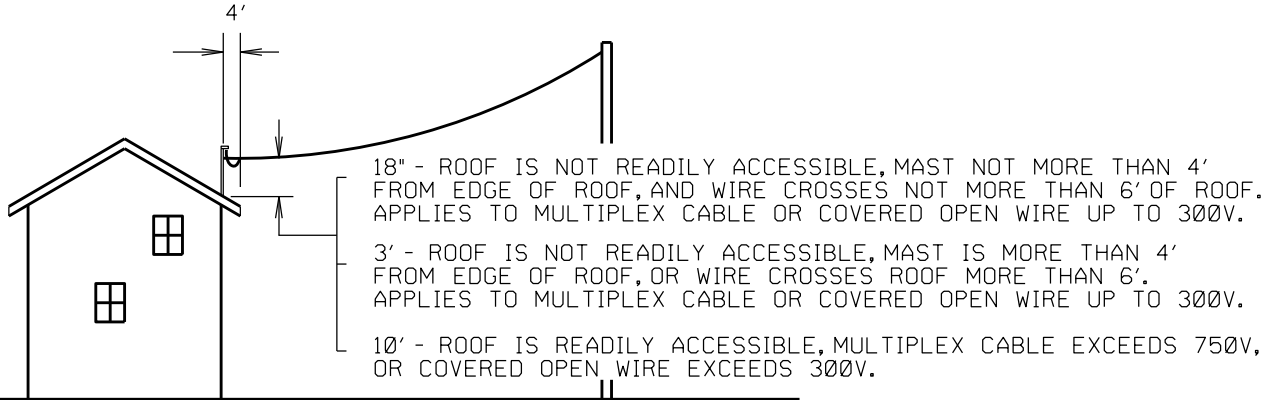 4'
18" - ROOF IS NOT READILY ACCESSIBLE, MAST NOT MORE THAN 4'
FROM EDGE OF ROOF, AND WIRE CROSSES NOT MORE THAN 6' OF ROOF.
APPLIES TO MULTIPLEX CABLE OR COVERED OPEN WIRE UP TO 300V.
3' - ROOF IS NOT READILY ACCESSIBLE, MAST IS MORE THAN 4'
FROM EDGE OF ROOF, OR WIRE CROSSES ROOF MORE THAN 6'.
APPLIES TO MULTIPLEX CABLE OR COVERED OPEN WIRE UP TO 300V.
10' - ROOF IS READILY ACCESSIBLE, MULTIPLEX CABLE EXCEEDS 750V,
OR COVERED OPEN WIRE EXCEEDS 300V.